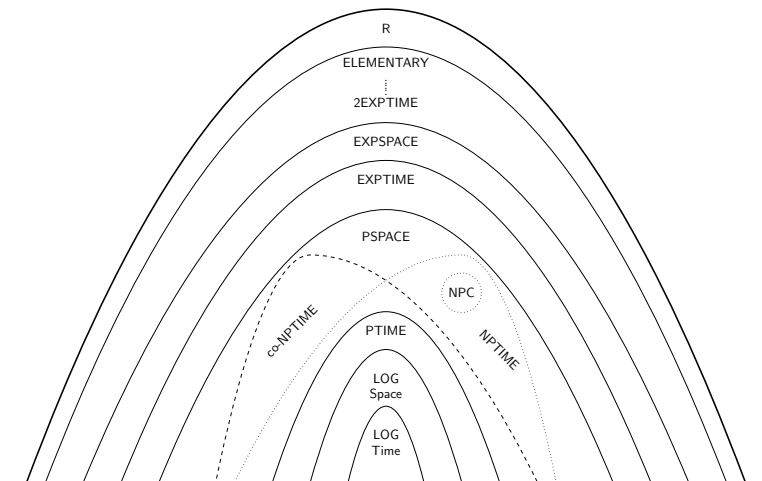 R
ELEMENTARY
2EXPTIME
EXPSPACE
EXPTIME
PSPACE
NPC
co-NPTIME
PTIME
NPTIME
LOG
Space
LOG
Time